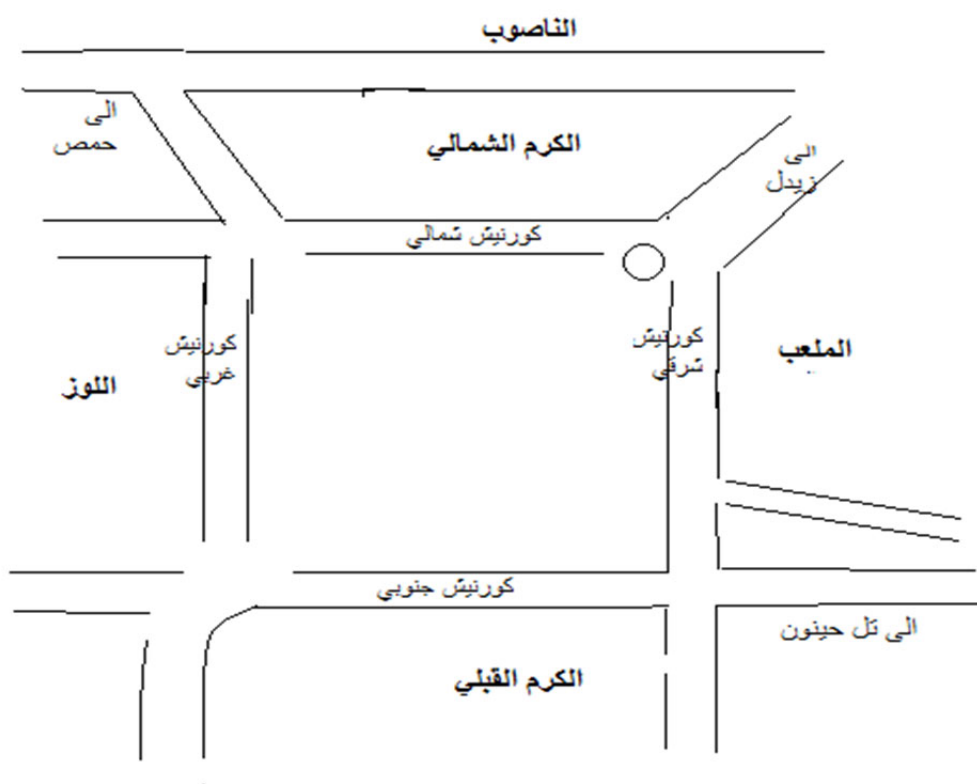 الناصوب
الى
حمص
الكرم الشمالي
الى
زيدل
كورنيش شمالي
كورنيش
غربي
كورنيش
شرقي
الملعب
اللوز
كورنيش جنوبي
الى تل حينون
الكرم القبلي